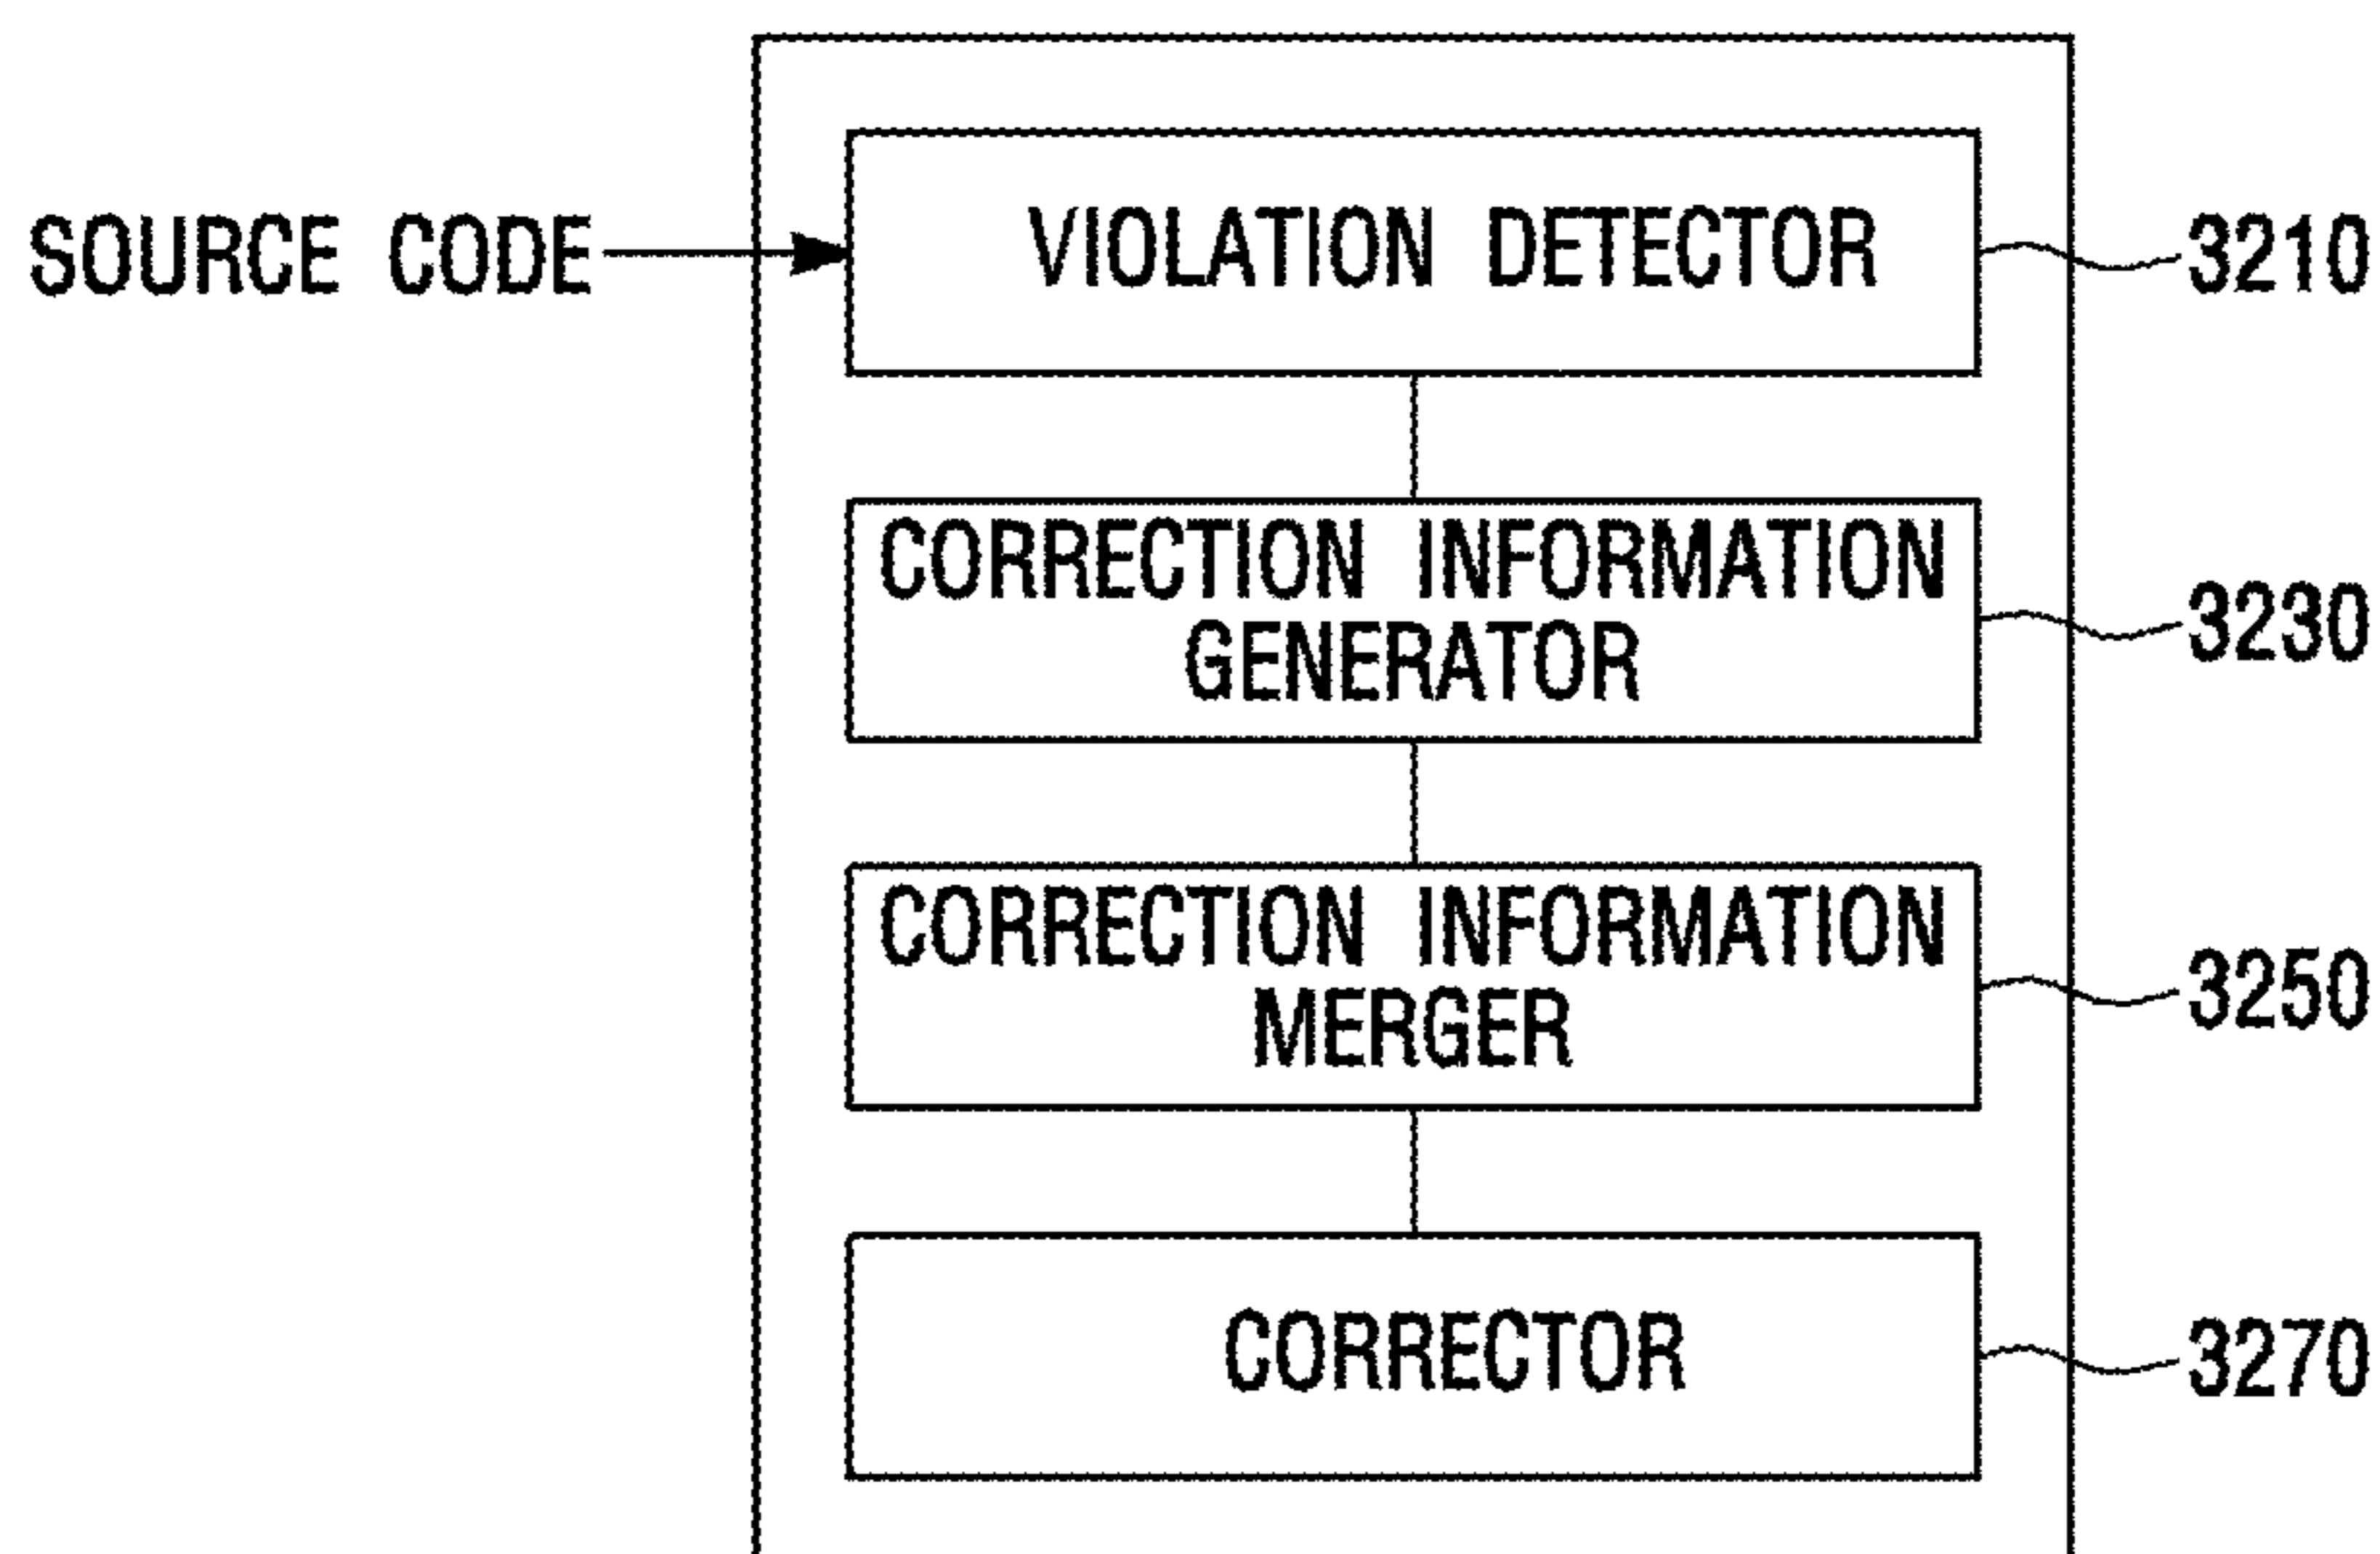 SOURCE CODE
VIOLATION DETECTOR
3210
CORRECTION INFORMATION
GENERATOR
3230
CORRECTION INFORMATION
MERGER
3250
CORRECTOR
3270